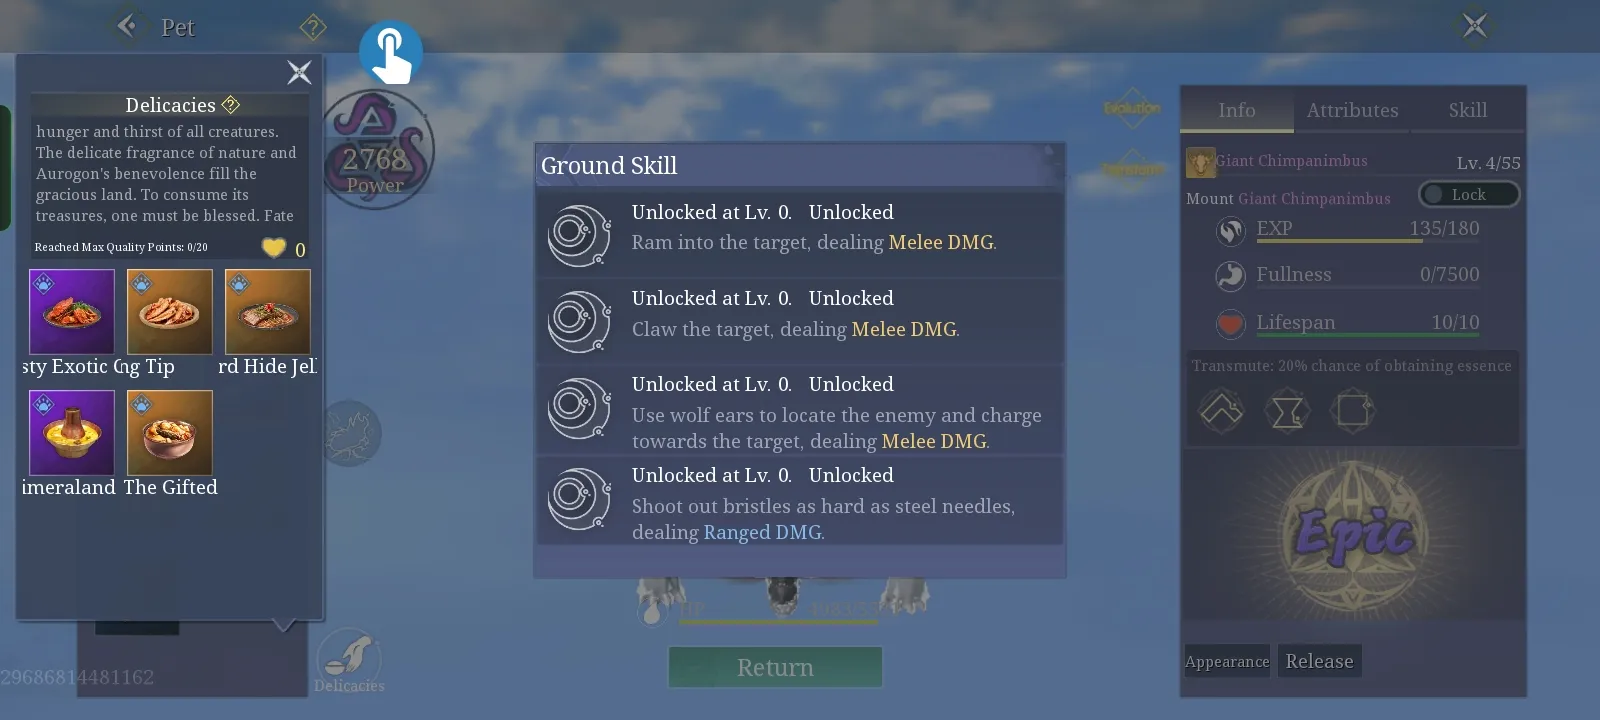 Pet
Delicacies
hunger and thirst of all creatures.
The delicate fragrance of nature and
Aurogon's benevolence fill the
gracious land. To consume its
treasures, one must be blessed. Fate
Reached Max Quality Points: 0/20
0
sty Exotic
ng Tip
rd Hide Jel
imeraland
The Gifted
29686814481162
Delicacies
2768
Power
Ground Skill
Unlocked at Lv. 0. Unlocked
Ram into the target, dealing Melee DMG.
Unlocked at Lv. 0. Unlocked
Claw the target, dealing Melee DMG.
Unlocked at Lv. 0. Unlocked
Use wolf ears to locate the enemy and charge
towards the target, dealing Melee DMG.
Unlocked at Lv. 0. Unlocked
Shoot out bristles as hard as steel needles,
dealing Ranged DMG.
HP
Return
Evolution
Info
Attributes
Skill
Giant Chimpanimbus
Lv. 4/55
Mount Giant Chimpanimbus
Lock
EXP 135/180
Fullness 0/7500
Lifespan 10/10
Transmute: 20% chance of obtaining essence
Epic
Appearance
Release